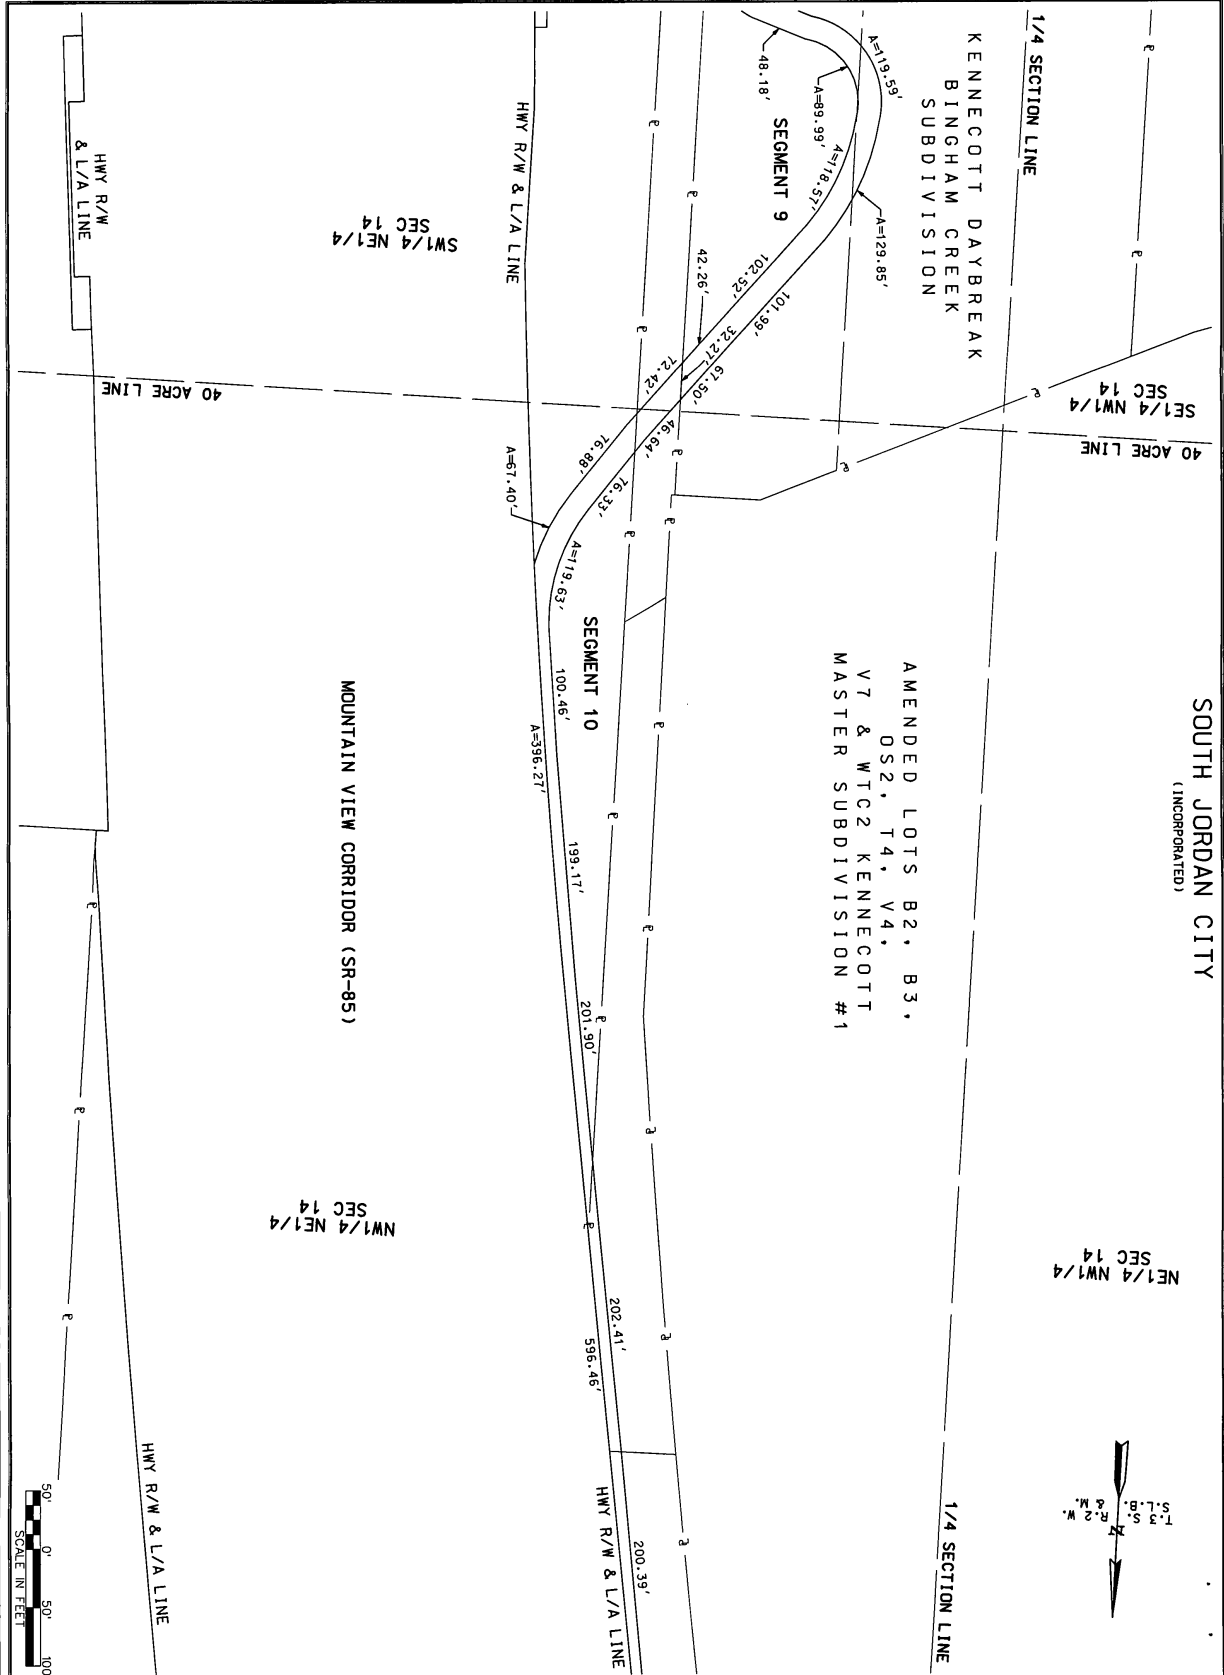 SOUTH JORDAN CITY
(INCORPORATED)
T.3 S. R.2 W.
S.L.B. & M.
N
1/4 SECTION LINE
1/4 SECTION LINE
KENNECOTT DAYBREAK
BINGHAM CREEK
SUBDIVISION
SE1/4 NW1/4
SEC 14
40 ACRE LINE
NE1/4 NW1/4
SEC 14
AMENDED LOTS B2, B3,
OS2, T4, V4,
V7 & WTC2 KENNECOTT
MASTER SUBDIVISION #1
A=119.59'
A=89.99'
48.18'
SEGMENT 9
A=118.57'
A=129.85'
102.52'
101.99'
42.26'
32.27'
67.50'
72.42'
46.64'
76.88'
76.33'
A=67.40'
A=119.63'
SEGMENT 10
100.46'
A=396.27'
199.17'
201.90'
202.41'
596.46'
200.39'
HWY R/W & L/A LINE
HWY R/W & L/A LINE
SW1/4 NE1/4
SEC 14
40 ACRE LINE
MOUNTAIN VIEW CORRIDOR (SR-85)
NW1/4 NE1/4
SEC 14
HWY R/W
& L/A LINE
HWY R/W & L/A LINE
50' 0' 50' 100
SCALE IN FEET